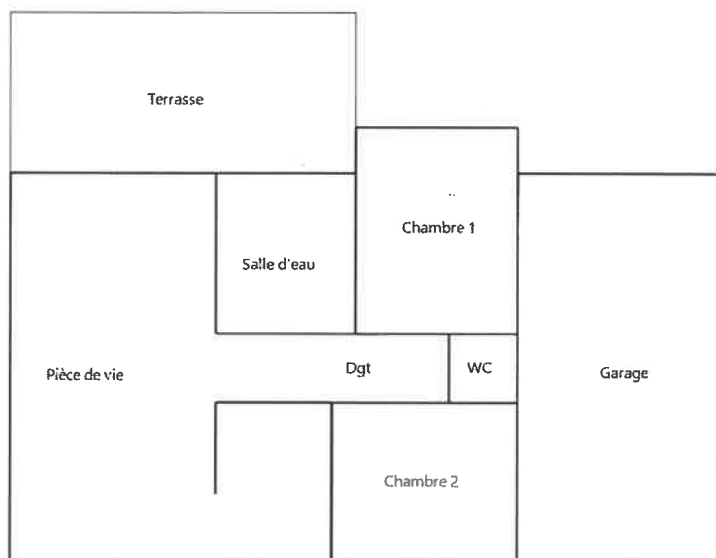 Terrasse
Chambre 1
Salle d'eau
Pièce de vie
Dgt
WC
Garage
Chambre 2